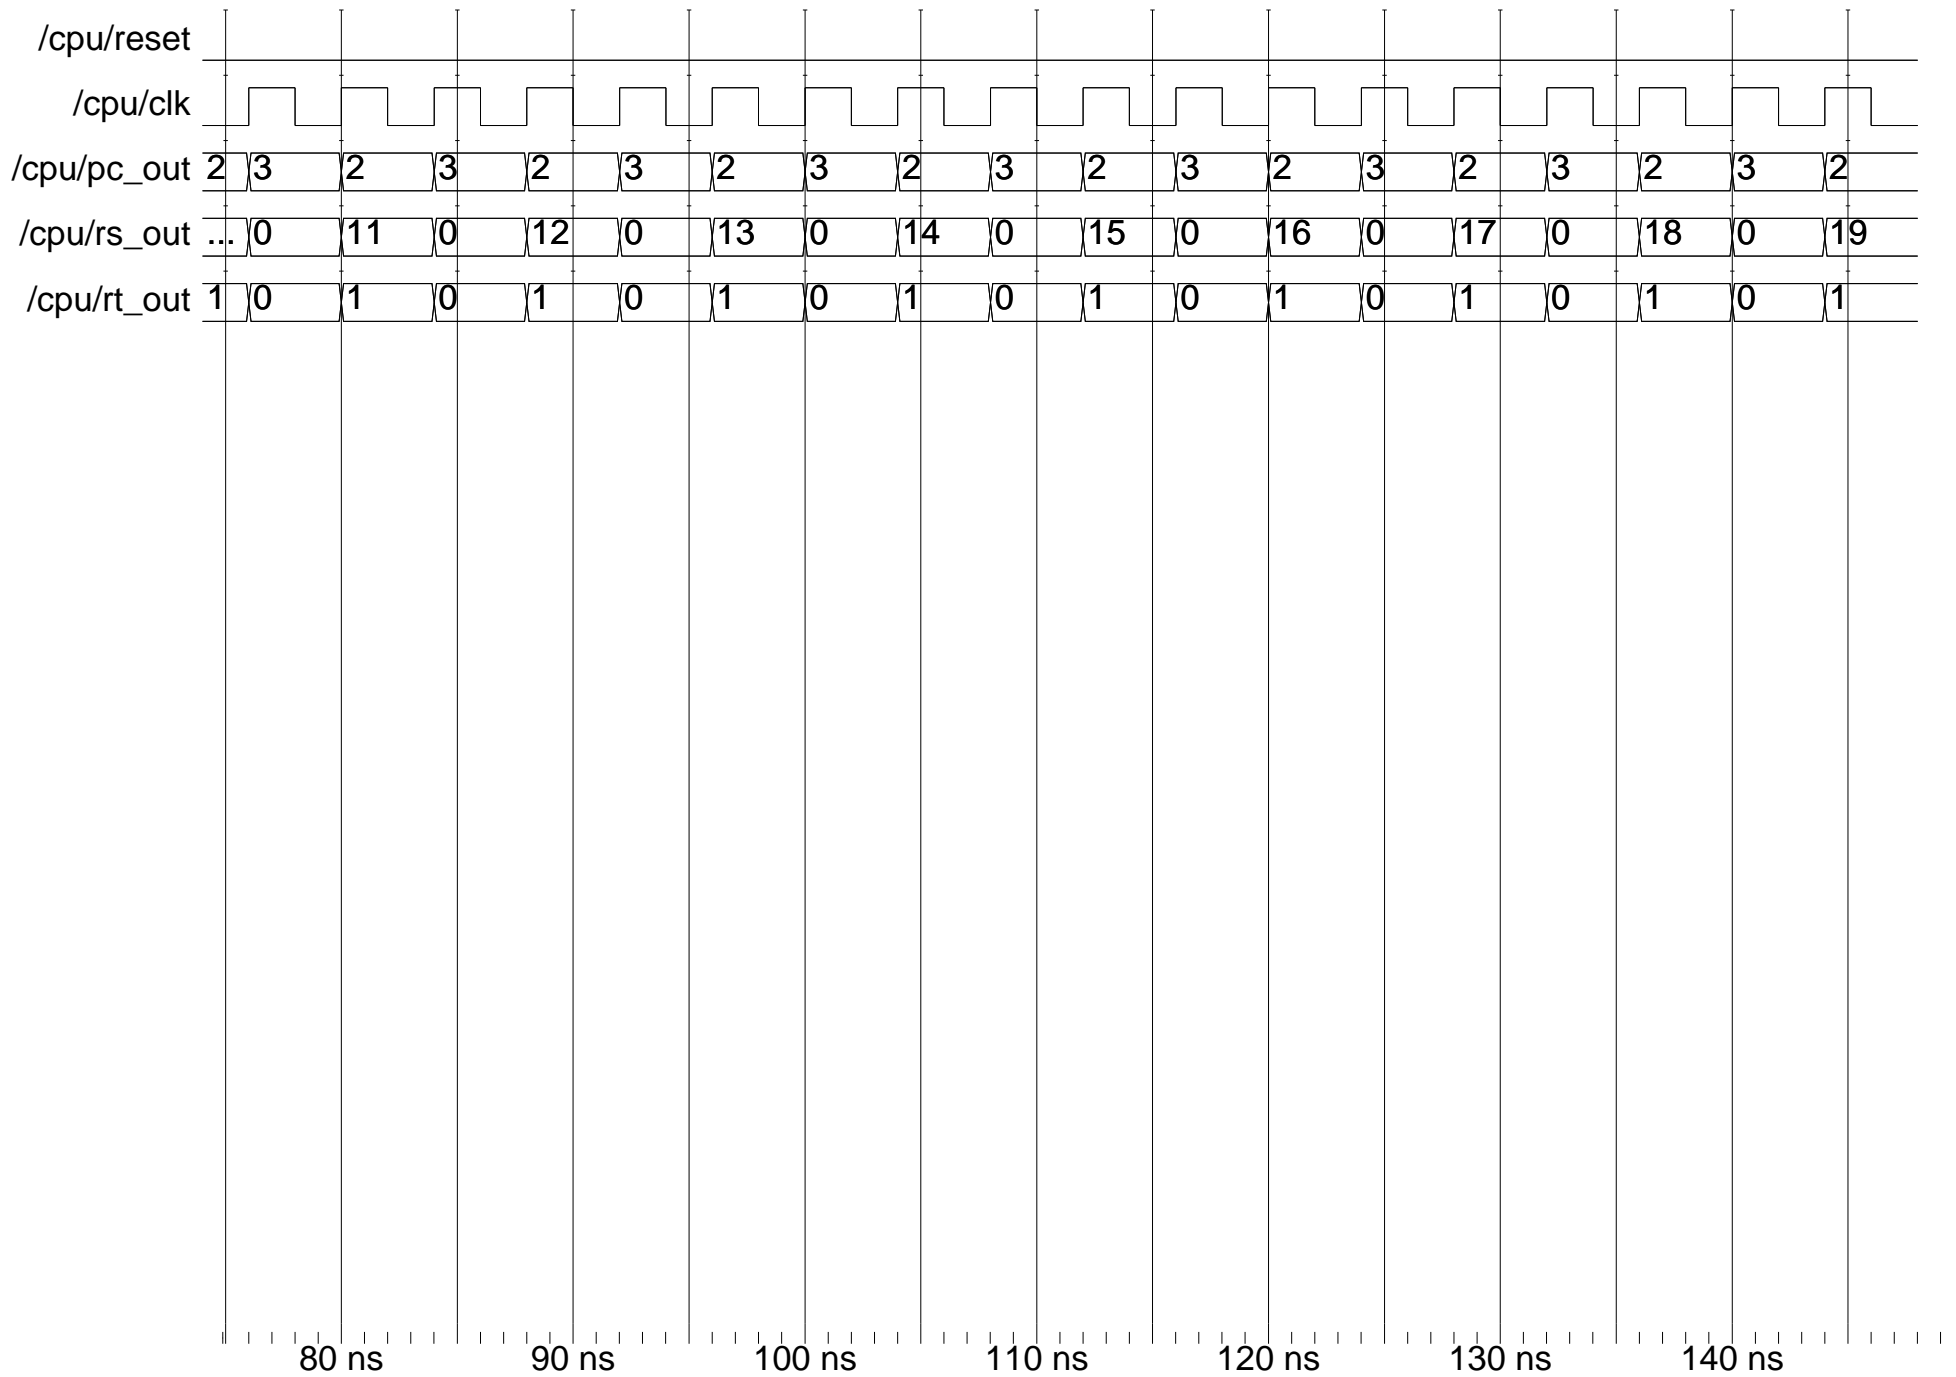 /cpu/reset
/cpu/clk
/cpu/pc_out 2 3 2 3 2 3 2 3 2 3 2 3 2 3 2 3 2 3 2
/cpu/rs_out ... 0 11 0 12 0 13 0 14 0 15 0 16 0 17 0 18 0 19
/cpu/rt_out 1 0 1 0 1 0 1 0 1 0 1 0 1 0 1 0 1 0 1
80 ns 90 ns 100 ns 110 ns 120 ns 130 ns 140 ns